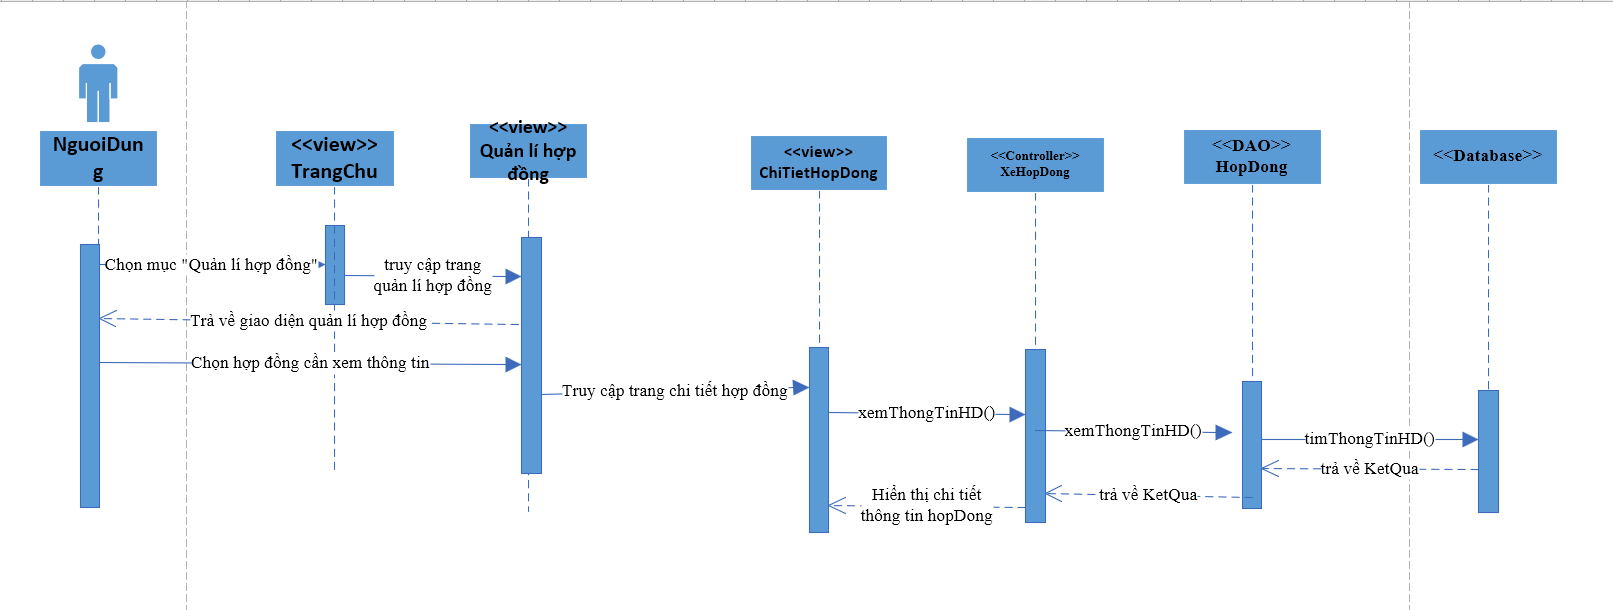 NguoiDun
g
<<view>>
TrangChu
<<view>>
Quản lí hợp
đồng
<<view>>
ChiTietHopDong
<<Controller>>
XeHopDong
<<DAO>>
HopDong
<<Database>>
Chọn mục "Quản lí hợp đồng"
truy cập trang
quản lí hợp đồng
Trả về giao diện quản lí hợp đồng
Chọn hợp đồng cần xem thông tin
Truy cập trang chi tiết hợp đồng
xemThongTinHD()
xemThongTinHD()
timThongTinHD()
trả về KetQua
trả về KetQua
Hiển thị chi tiết
thông tin hopDong